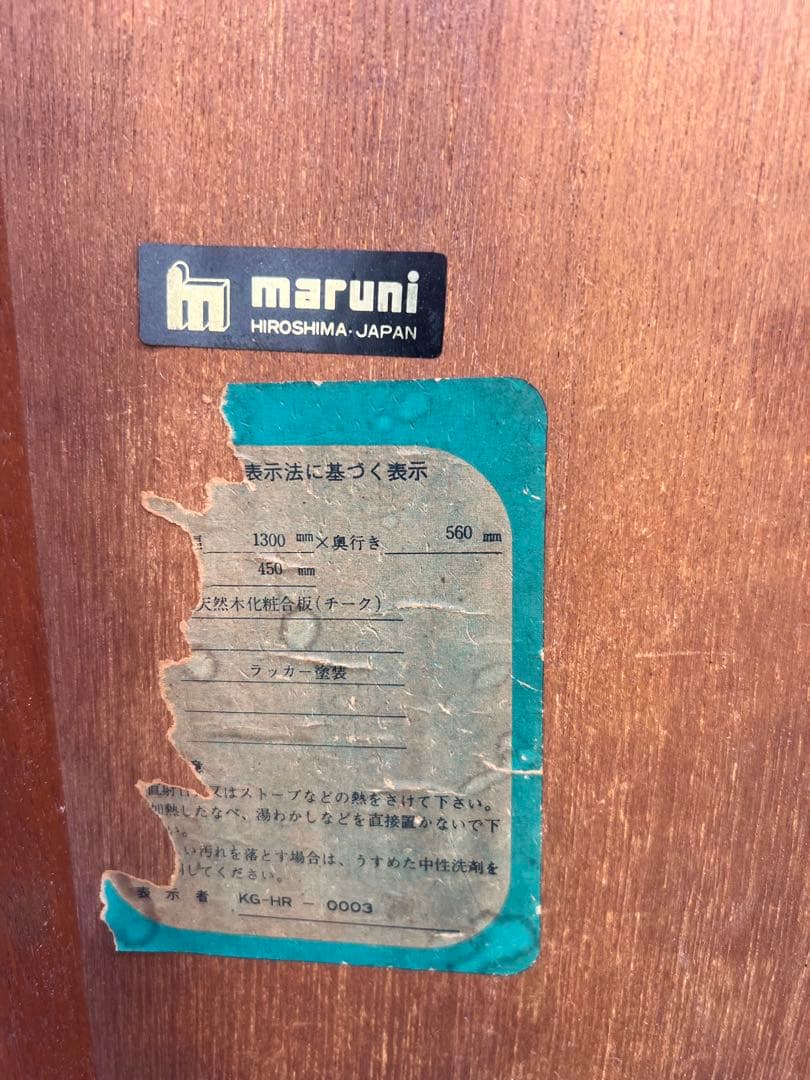 m maruni
HIROSHIMA·JAPAN
表示法に基づく表示
1300 mm×奥行き 560 mm
450 mm
天然木化粧合板(チーク)
ラッカー塗装
又はストーブなどの熱をさけて下さい。
加熱したなべ、湯わかしなどを直接置かないで下
い。
い汚れを落とす場合は、うすめた中性洗剤を
してください。
表示者 KG-HR - 0003